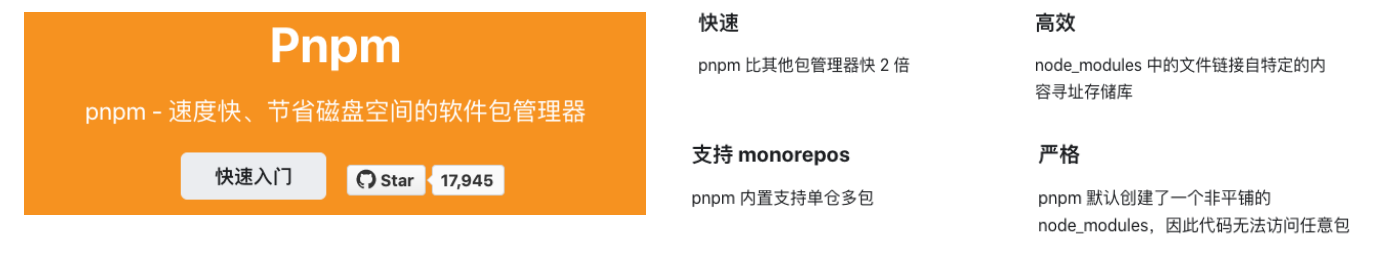 Pnpm
pnpm - 速度快、节省磁盘空间的软件包管理器
快速入门
Star
17,945
快速
pnpm 比其他包管理器快 2 倍
高效
node_modules 中的文件链接自特定的内
容寻址存储库
支持 monorepos
pnpm 内置支持单仓多包
严格
pnpm 默认创建了一个非平铺的
node_modules，因此代码无法访问任意包